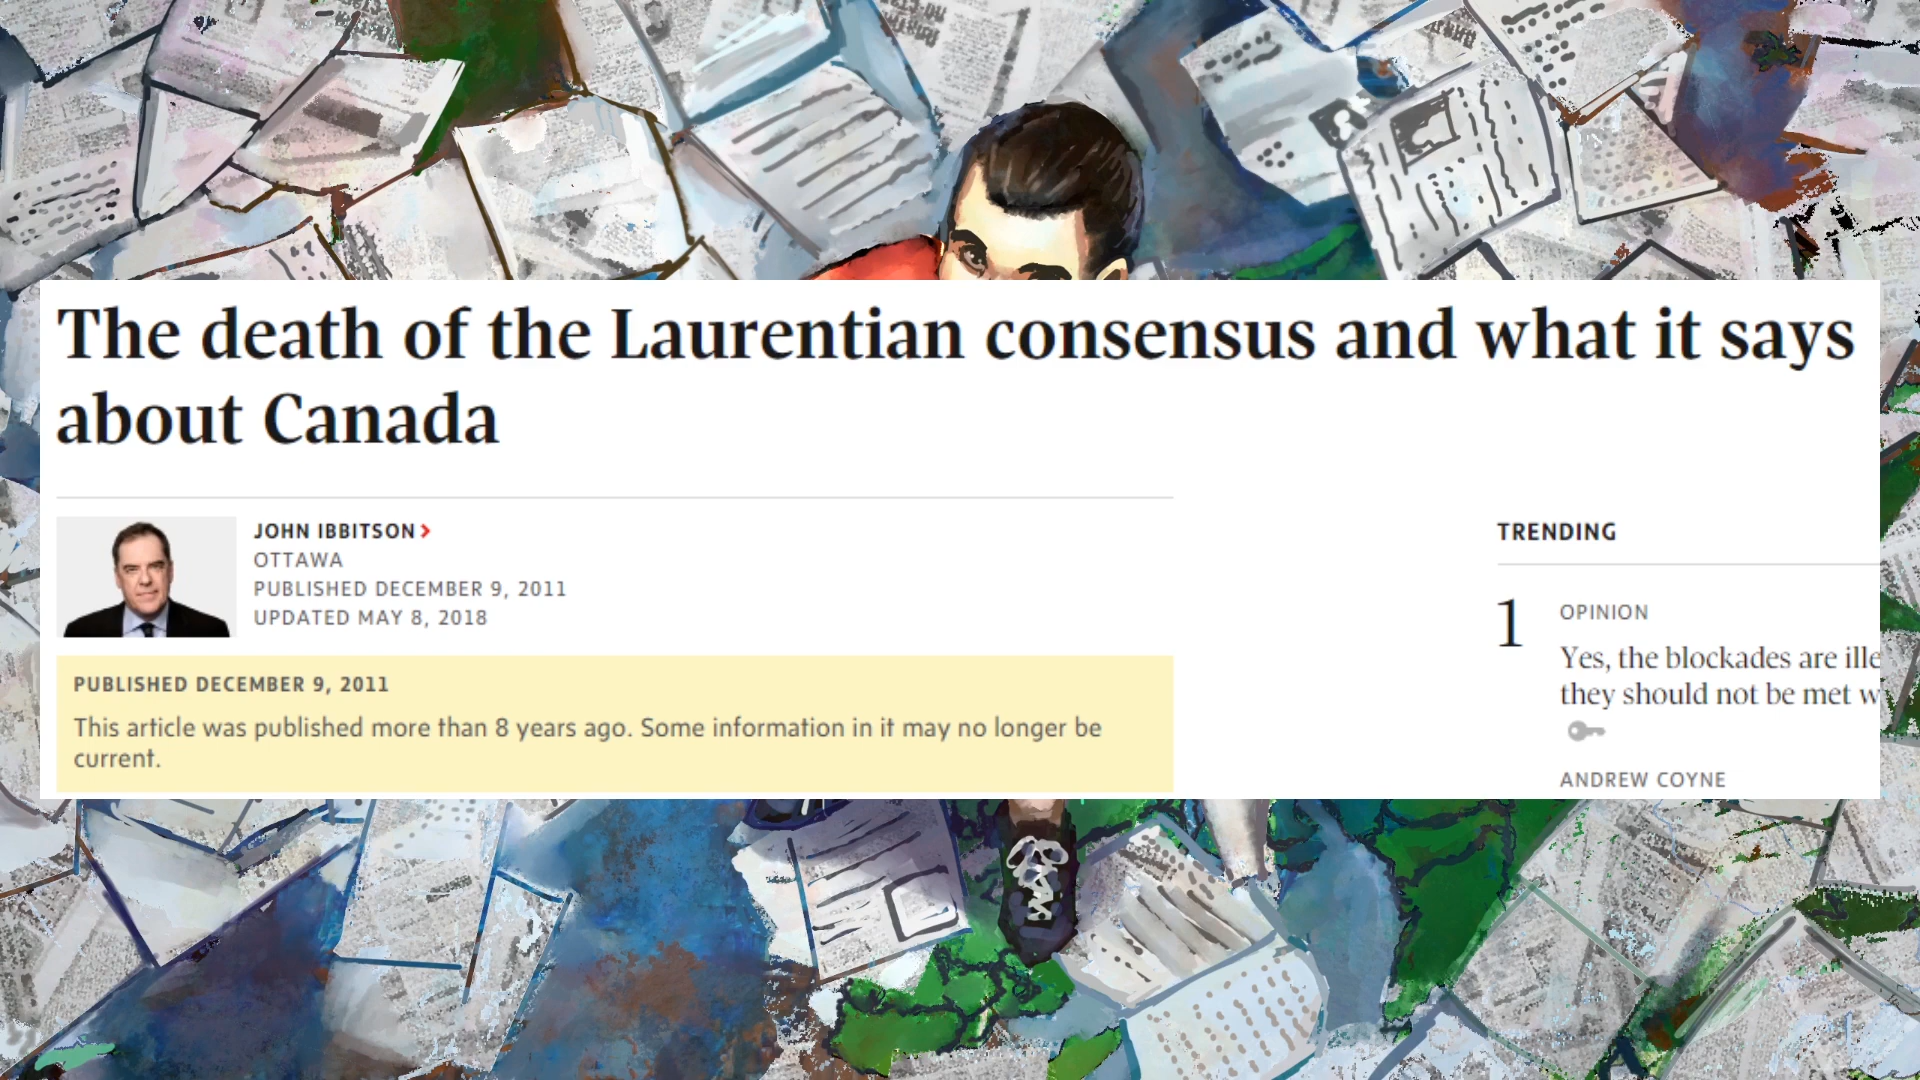 The death of the Laurentian consensus and what it says
about Canada
JOHN IBBITSON
OTTAWA
PUBLISHED DECEMBER 9, 2011
UPDATED MAY 8, 2018
PUBLISHED DECEMBER 9, 2011
This article was published more than 8 years ago. Some information in it may no longer be
current.
TRENDING
1
OPINION
Yes, the blockades are ille
they should not be met w
ANDREW COYNE